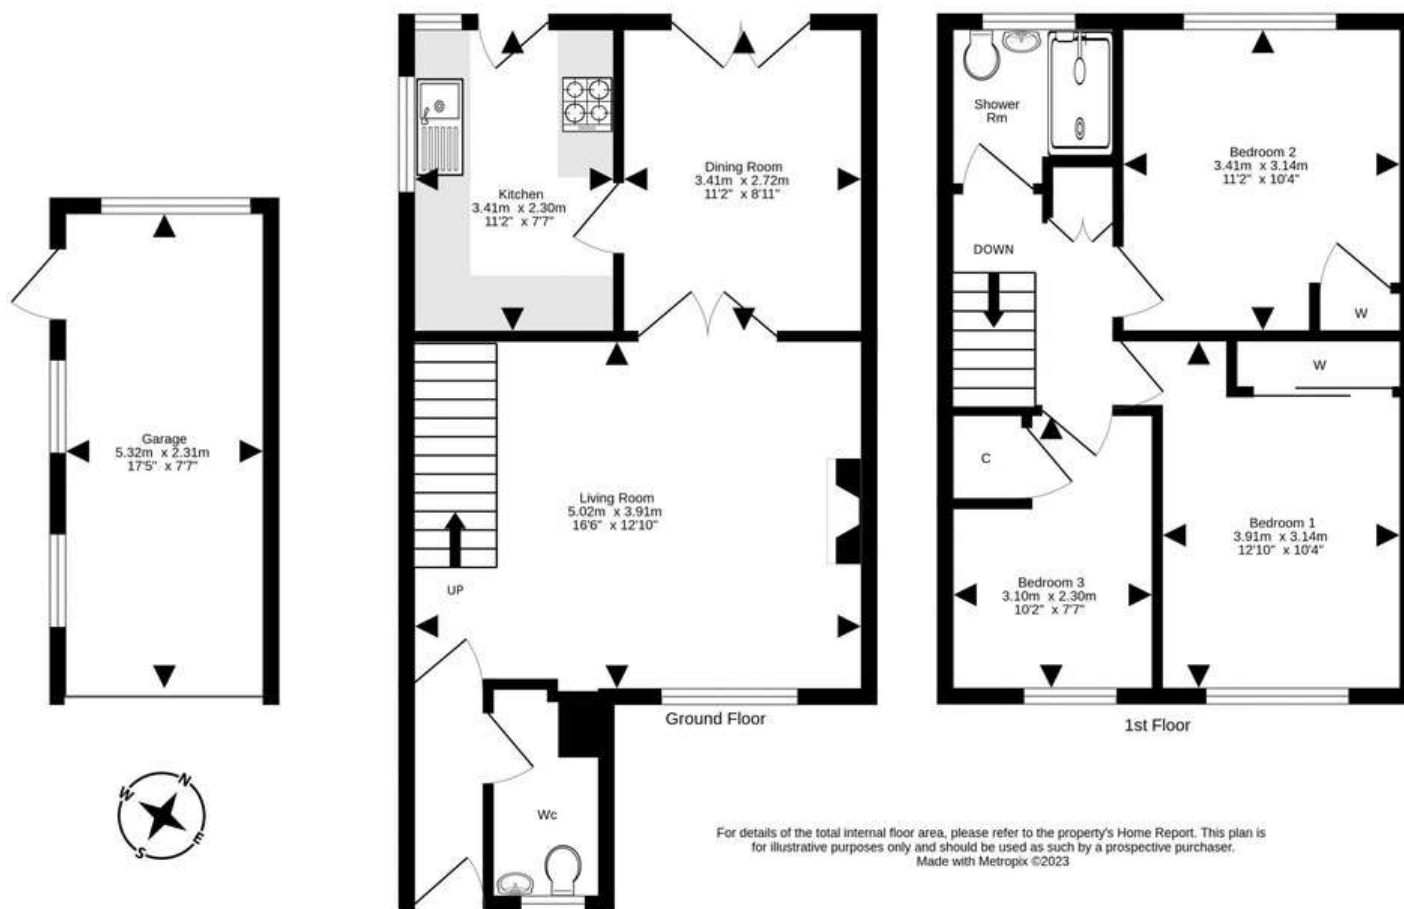 Garage
5.32m x 2.31m
17'5" x 7'7"
N
W
E
S
Kitchen
3.41m x 2.30m
11'2" x 7'7"
Dining Room
3.41m x 2.72m
11'2" x 8'11"
Living Room
5.02m x 3.91m
16'6" x 12'10"
UP
Wc
Ground Floor
Shower
Rm
DOWN
Bedroom 2
3.41m x 3.14m
11'2" x 10'4"
W
W
C
Bedroom 1
3.91m x 3.14m
12'10" x 10'4"
Bedroom 3
3.10m x 2.30m
10'2" x 7'7"
1st Floor
For details of the total internal floor area, please refer to the property's Home Report. This plan is
for illustrative purposes only and should be used as such by a prospective purchaser.
Made with Metropix ©2023